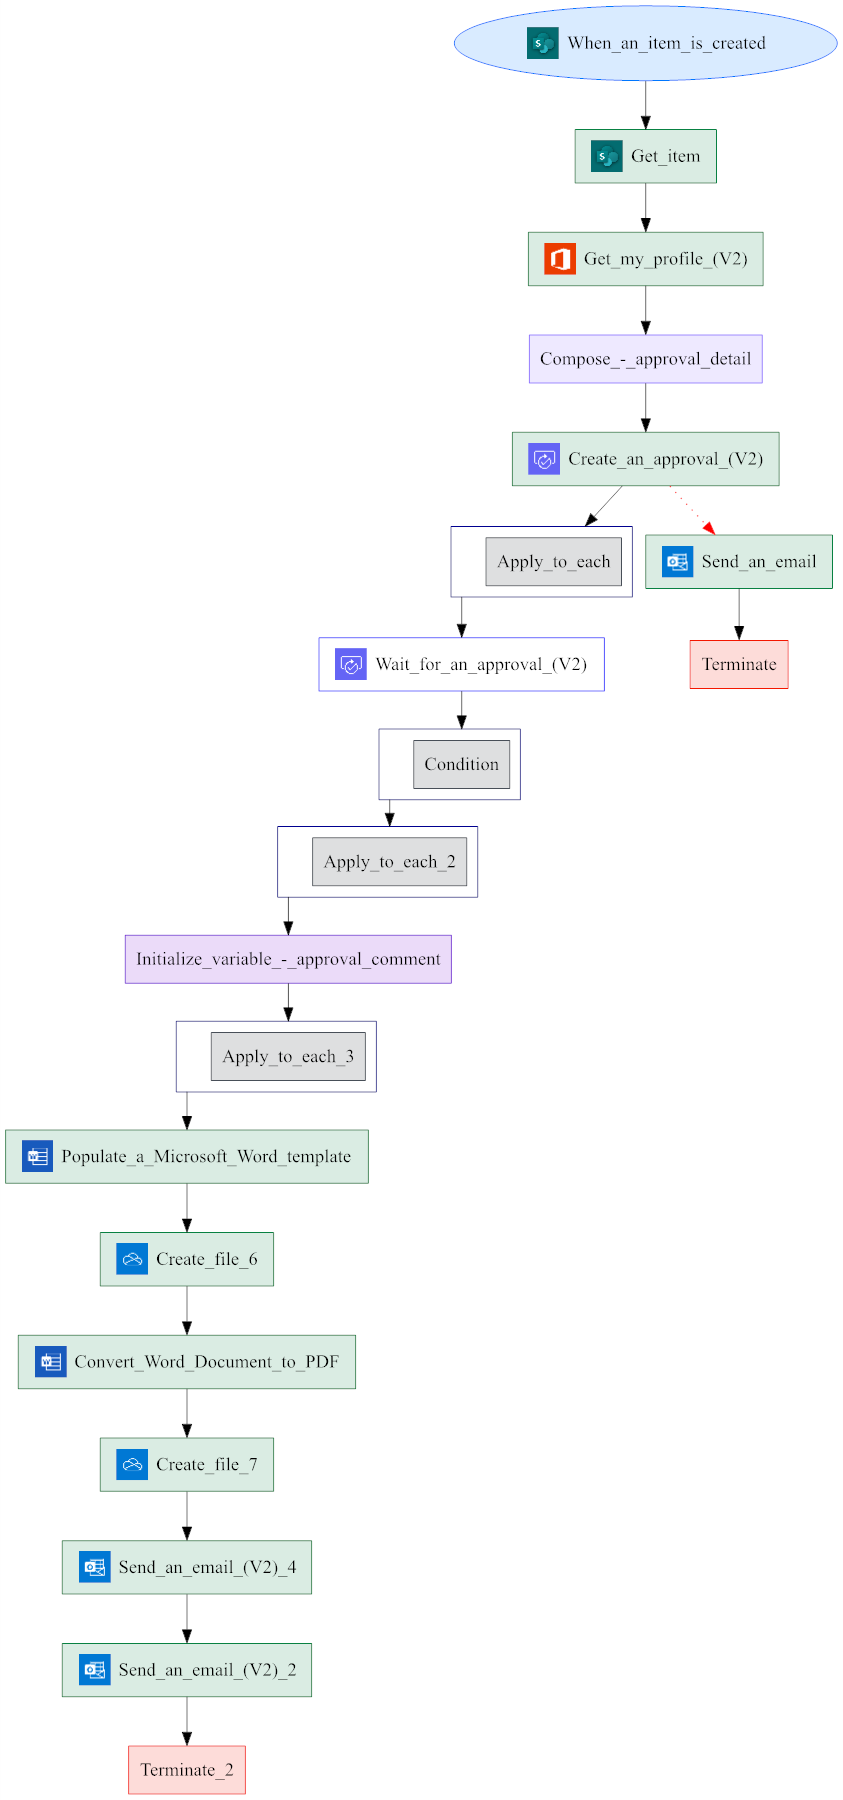 When_an_item_is_created
Get_item
Get_my_profile_(V2)
Compose_-_approval_detail
Create_an_approval_(V2)
Apply_to_each
Send_an_email
Wait_for_an_approval_(V2)
Terminate
Condition
Apply_to_each_2
Initialize_variable_-_approval_comment
Apply_to_each_3
Populate_a_Microsoft_Word_template
Create_file_6
Convert_Word_Document_to_PDF
Create_file_7
Send_an_email_(V2)_4
Send_an_email_(V2)_2
Terminate_2